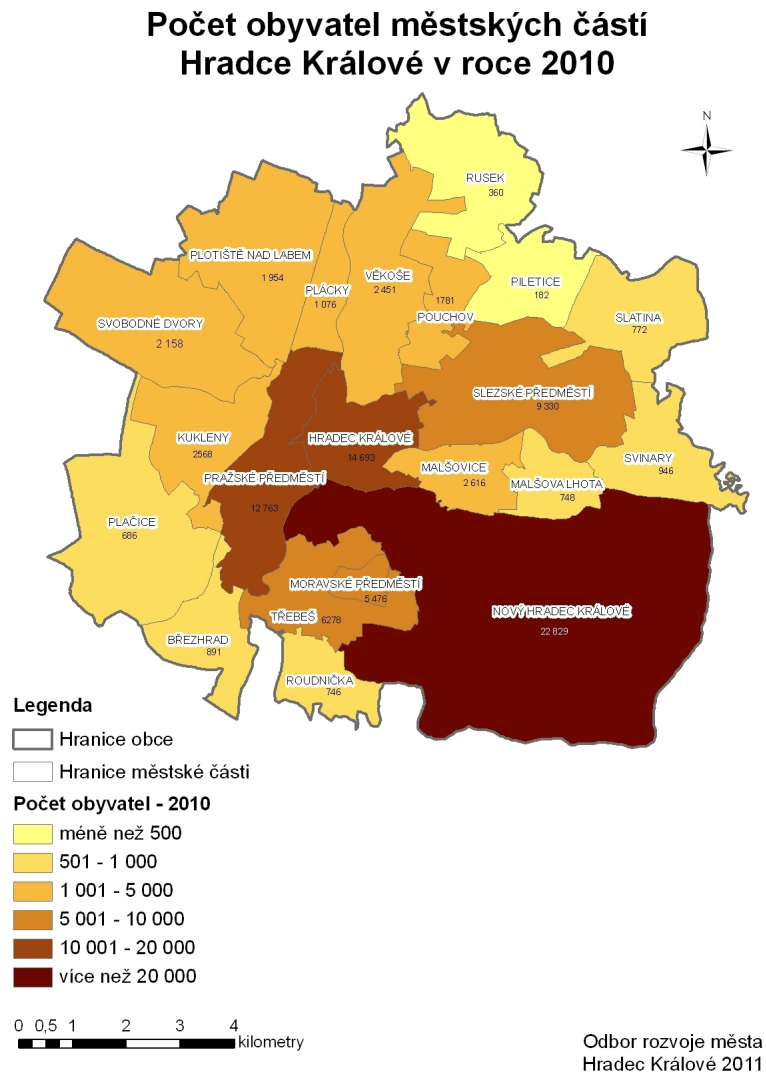 Počet obyvatel městských částí
Hradce Králové v roce 2010
N
RUSEK
360
PLOTIŠTĚ NAD LABEM
1 954
PLÁCKY
1 076
VĚKOŠE
2 451
PILETICE
182
1781
POUCHOV
SLATINA
772
SVOBODNÉ DVORY
2 158
SLEZSKÉ PŘEDMĚSTÍ
9 330
KUKLENY
2568
HRADEC KRÁLOVÉ
14 693
MALŠOVICE
2 616
SVINARY
946
PRAŽSKÉ PŘEDMĚSTÍ
12 763
MALŠOVA LHOTA
748
PLAČICE
686
MORAVSKÉ PŘEDMĚSTÍ
5 476
NOVÝ HRADEC KRÁLOVÉ
22 829
TŘEBEŠ
6278
BŘEZHRAD
891
ROUDNIČKA
746
Legenda
Hranice obce
Hranice městské části
Počet obyvatel - 2010
méně než 500
501 - 1 000
1 001 - 5 000
5 001 - 10 000
10 001 - 20 000
více než 20 000
0 0,5 1 2 3 4
kilometry
Odbor rozvoje města
Hradec Králové 2011